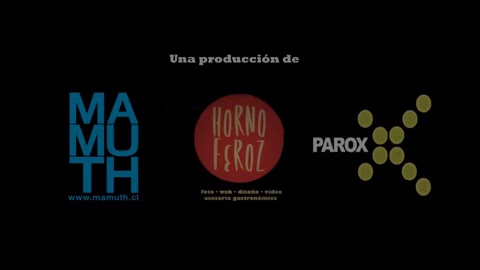 Una producción de
MA
MU
TH
www.mamuth.cl
HORNO
FEROZ
foto • web • diseño • video
asesoría gastronómica
PAROX